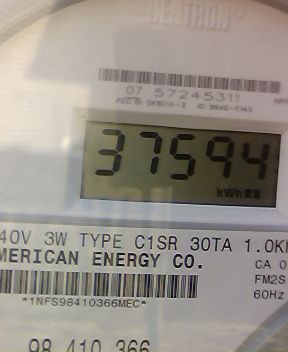 CENTRON
07 57245311
37594
kWh
40V 3W TYPE C1SR 30TA 1.0K
MERICAN ENERGY CO.
CA 0
FM2S
60Hz
*1NFS98410366MEC*
98 410 366